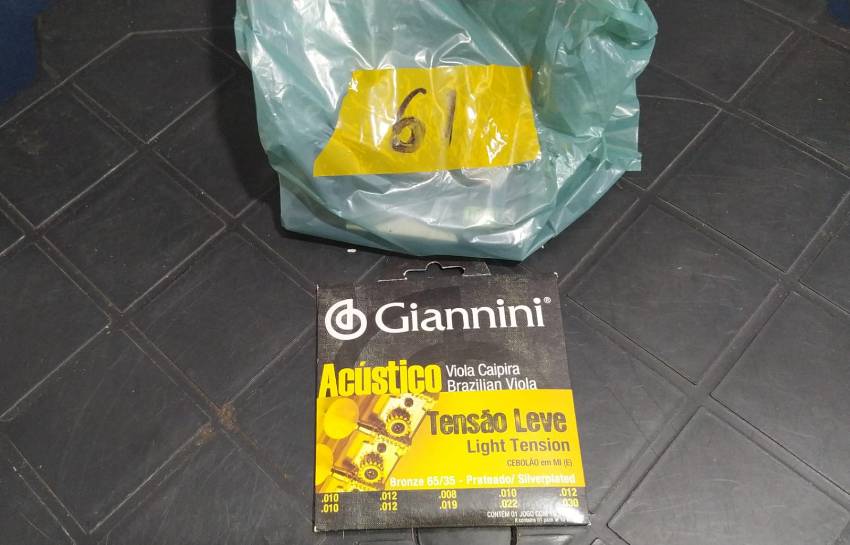 61
Giannini®
Acústico
Viola Caipira
Brazilian Viola
Tensão Leve
Light Tension
CEBOLÃO em MI (E)
Bronze 65/35 - Prateado/ Silverplated
.010 .012 .008 .010 .012
.010 .012 .019 .022 .030
CONTÉM 01 JOGO COM